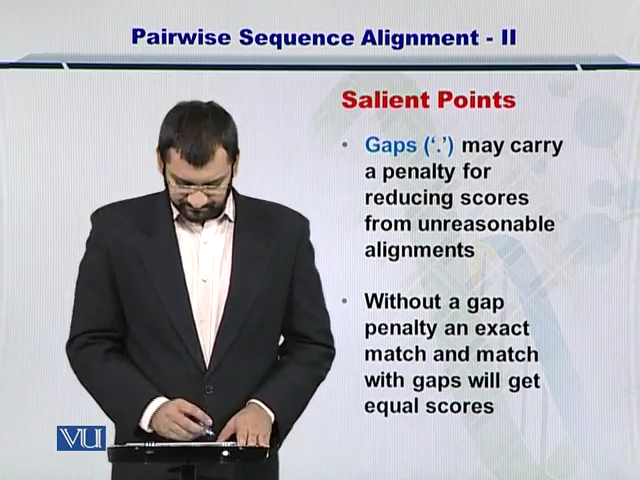 Pairwise Sequence Alignment - II
Salient Points
• Gaps (‘.’) may carry
a penalty for
reducing scores
from unreasonable
alignments
• Without a gap
penalty an exact
match and match
with gaps will get
equal scores
VU